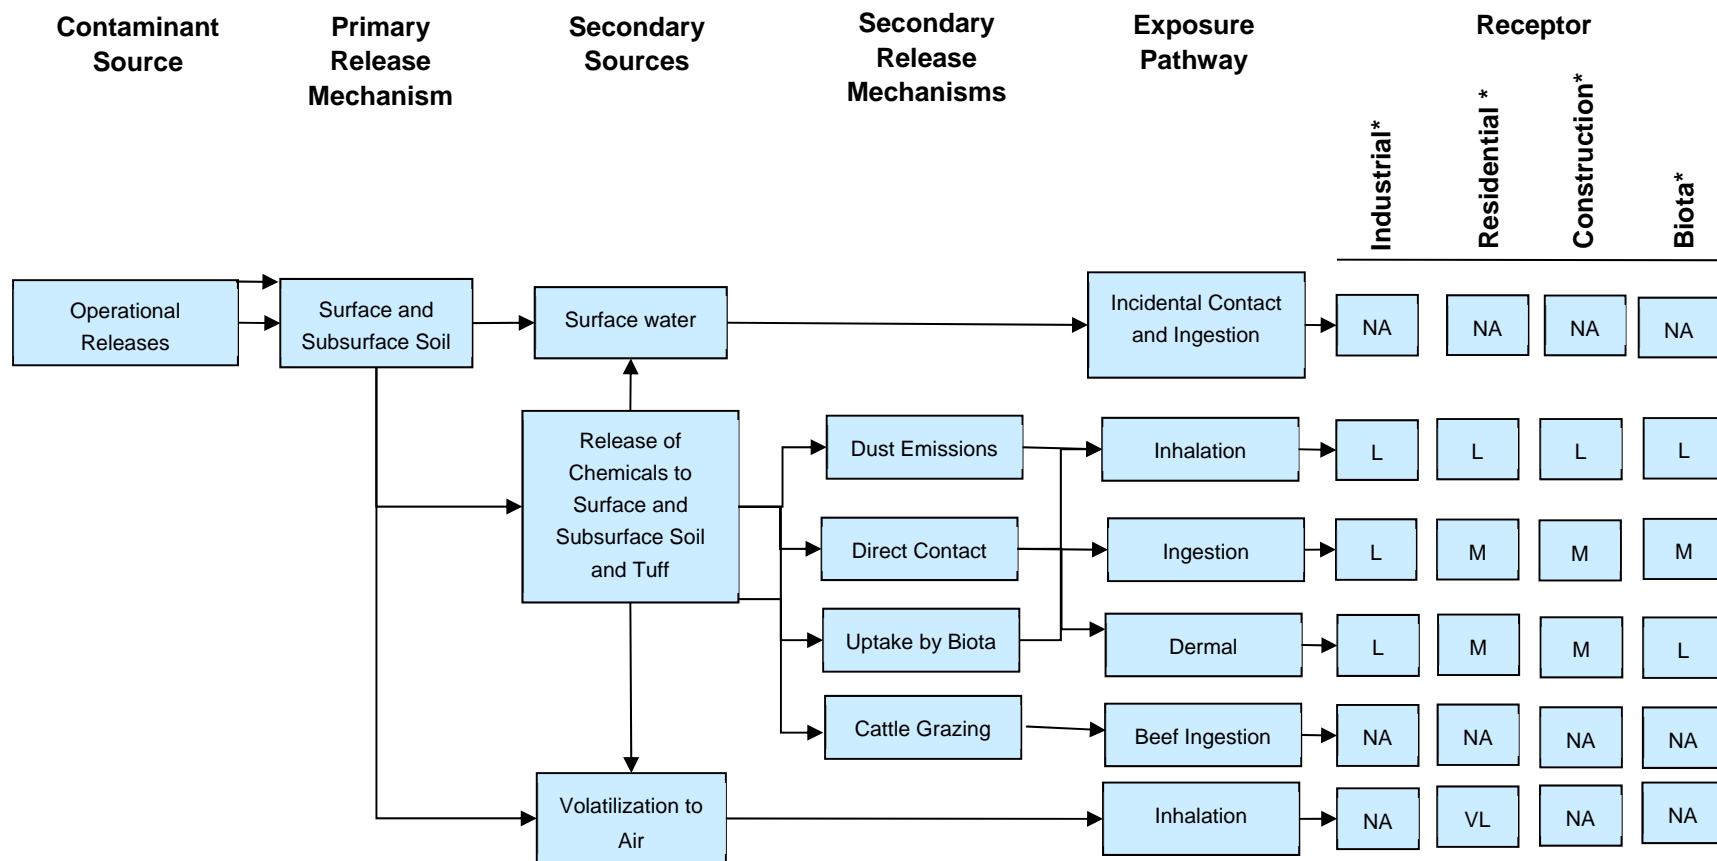 Contaminant
Source
Primary
Release
Mechanism
Secondary
Sources
Secondary
Release
Mechanisms
Exposure
Pathway
Receptor
Industrial*
Residential *
Construction*
Biota*
Operational
Releases
Surface and
Subsurface Soil
Surface water
Incidental Contact
and Ingestion
NA
NA
NA
NA
Release of
Chemicals to
Surface and
Subsurface Soil
and Tuff
Dust Emissions
Inhalation
L
L
L
L
Direct Contact
Ingestion
L
M
M
M
Uptake by Biota
Dermal
L
M
M
L
Cattle Grazing
Beef Ingestion
NA
NA
NA
NA
Volatilization to
Air
Inhalation
NA
VL
NA
NA